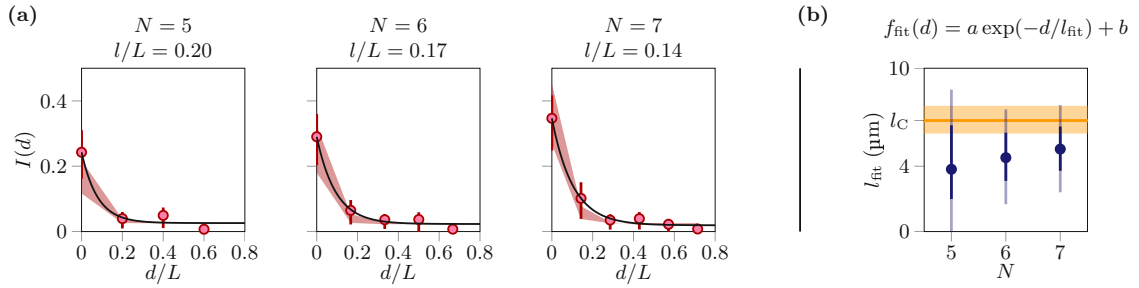 (a)
N = 5
l/L = 0.20
N = 6
l/L = 0.17
N = 7
l/L = 0.14
I(d)
0.4
0.2
0
0 0.2 0.4 0.6 0.8
d/L
0 0.2 0.4 0.6 0.8
d/L
0 0.2 0.4 0.6 0.8
d/L
(b)
f_fit(d) = a exp(−d/l_fit) + b
l_fit (µm)
10
l_C
4
0
5 6 7
N